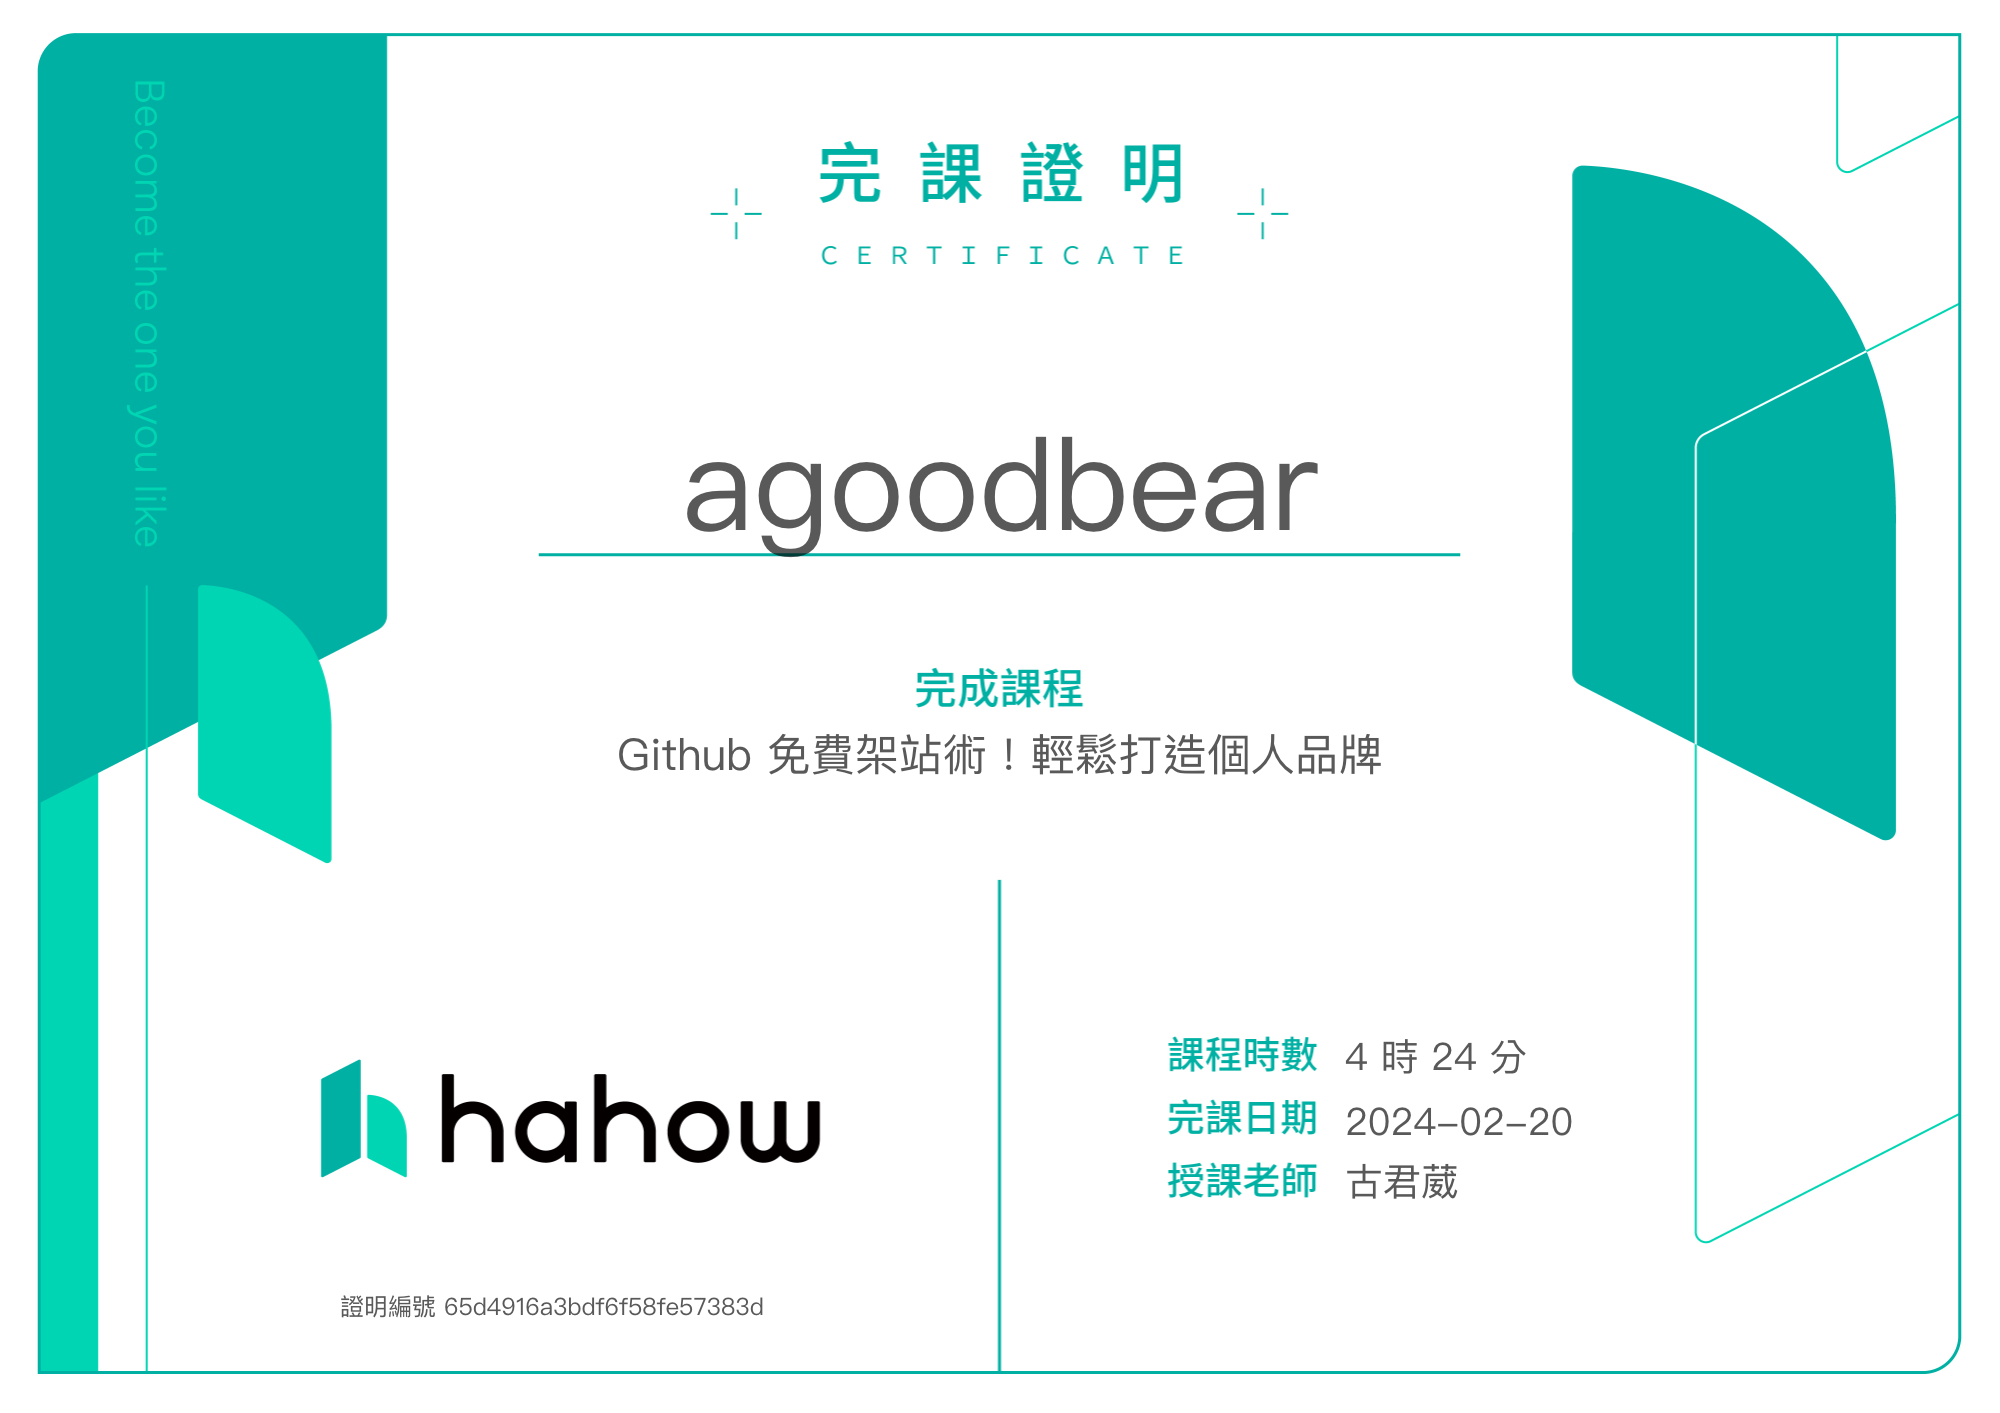 Become the one you like
完課證明
CERTIFICATE
agoodbear
完成課程
Github 免費架站術！輕鬆打造個人品牌
hahow
證明編號 65d4916a3bdf6f58fe57383d
課程時數 4 時 24 分
完課日期 2024-02-20
授課老師 古君葳